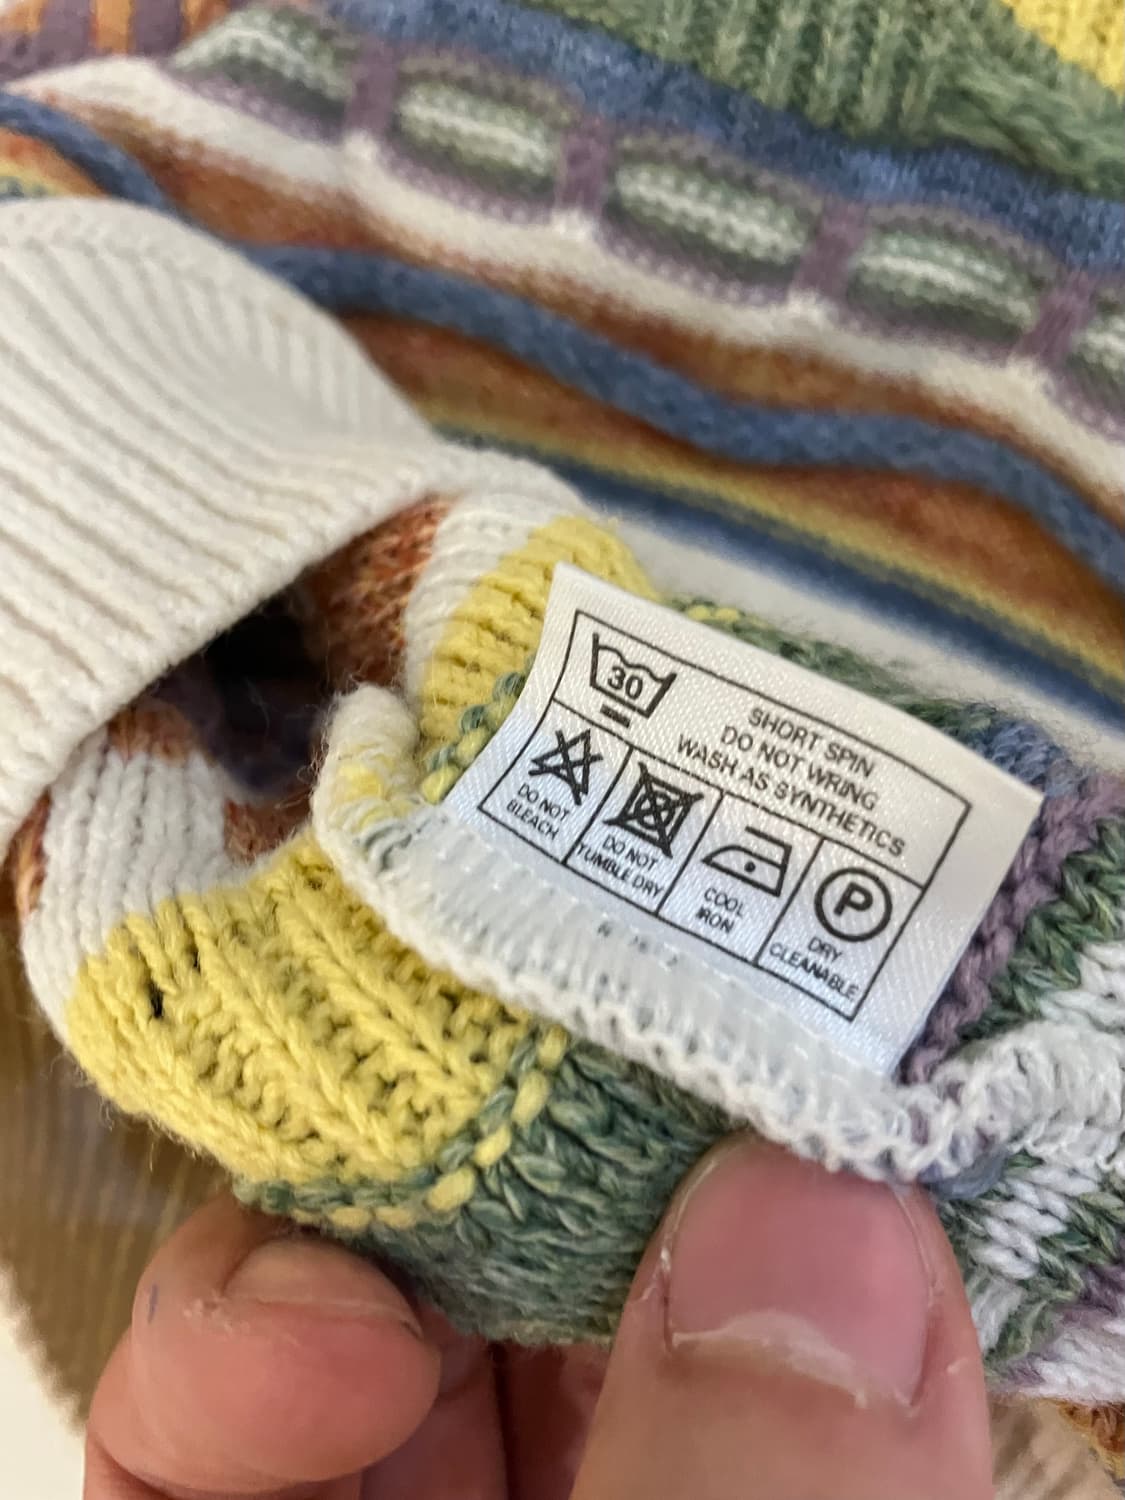 30
SHORT SPIN
DO NOT WRING
WASH AS SYNTHETICS
DO NOT
BLEACH
DO NOT
TUMBLE DRY
COOL
IRON
P
DRY
CLEANABLE